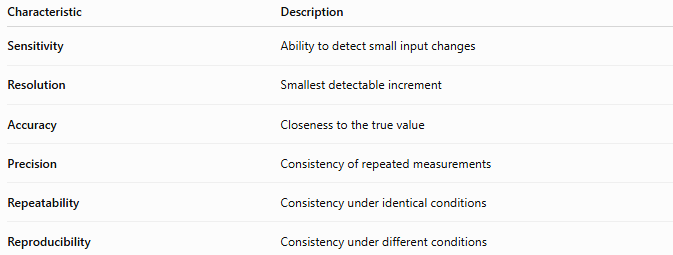 Characteristic Description
Sensitivity Ability to detect small input changes
Resolution Smallest detectable increment
Accuracy Closeness to the true value
Precision Consistency of repeated measurements
Repeatability Consistency under identical conditions
Reproducibility Consistency under different conditions